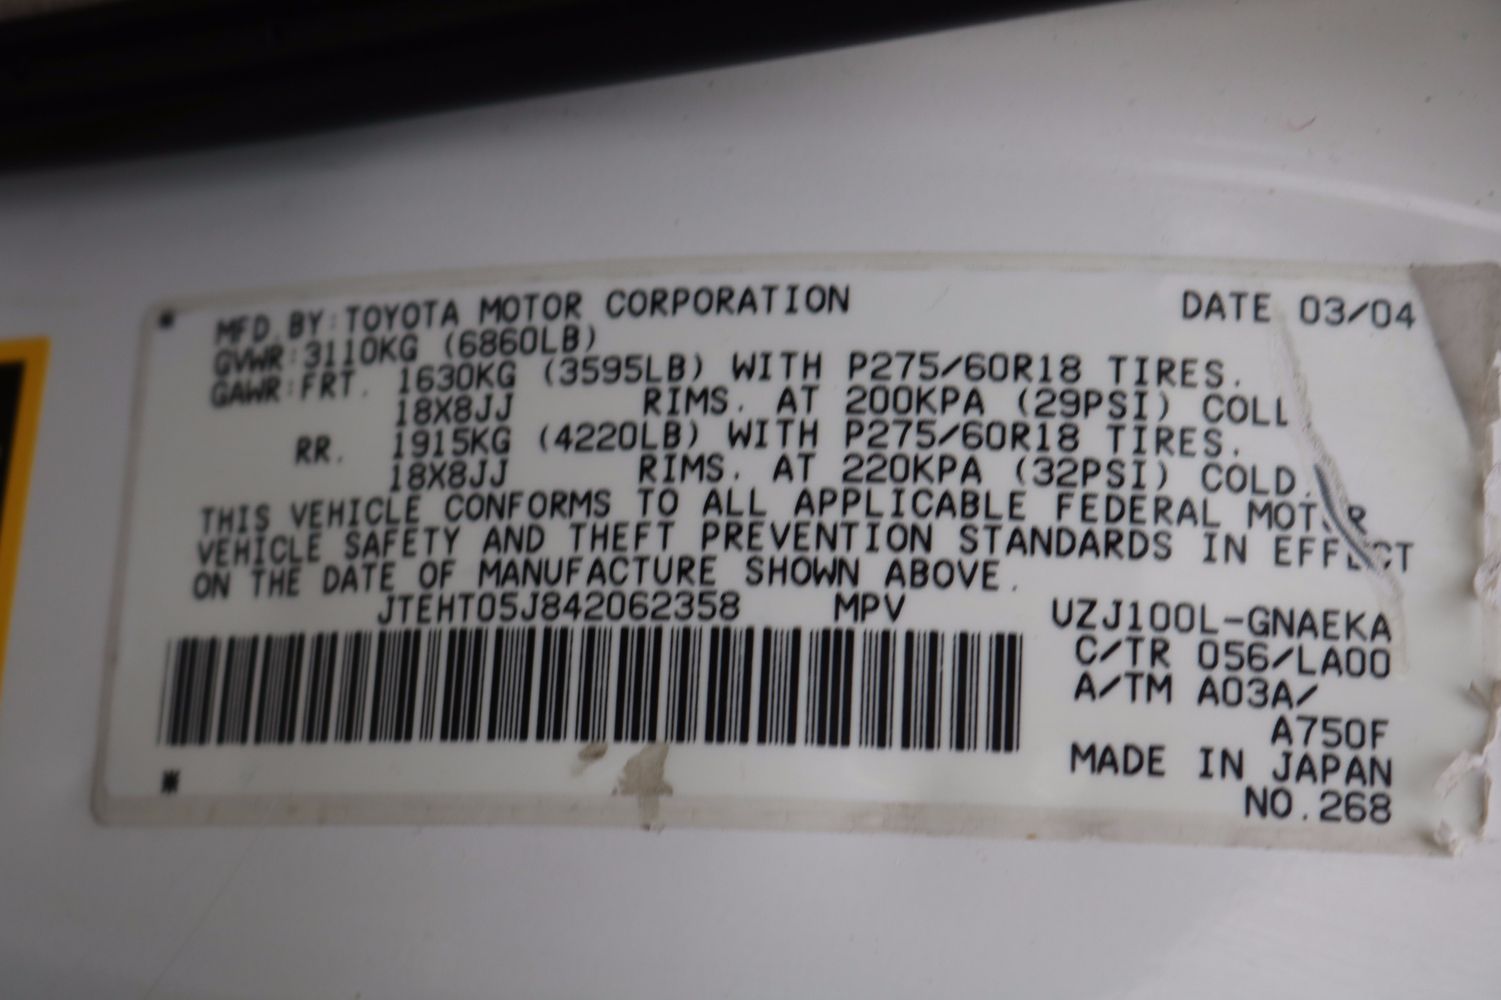 MFD. BY: TOYOTA MOTOR CORPORATION DATE 03/04
GVWR: 3110KG (6860LB)
GAWR: FRT. 1630KG (3595LB) WITH P275/60R18 TIRES.
18X8JJ RIMS. AT 200KPA (29PSI) COLL
RR. 1915KG (4220LB) WITH P275/60R18 TIRES.
18X8JJ RIMS. AT 220KPA (32PSI) COLD.
THIS VEHICLE CONFORMS TO ALL APPLICABLE FEDERAL MOTOR
VEHICLE SAFETY AND THEFT PREVENTION STANDARDS IN EFFECT
ON THE DATE OF MANUFACTURE SHOWN ABOVE.
JTEHT05J842062358 MPV UZJ100L-GNAEKA
C/TR 056/LA00
A/TM A03A/
A750F
MADE IN JAPAN
NO.268